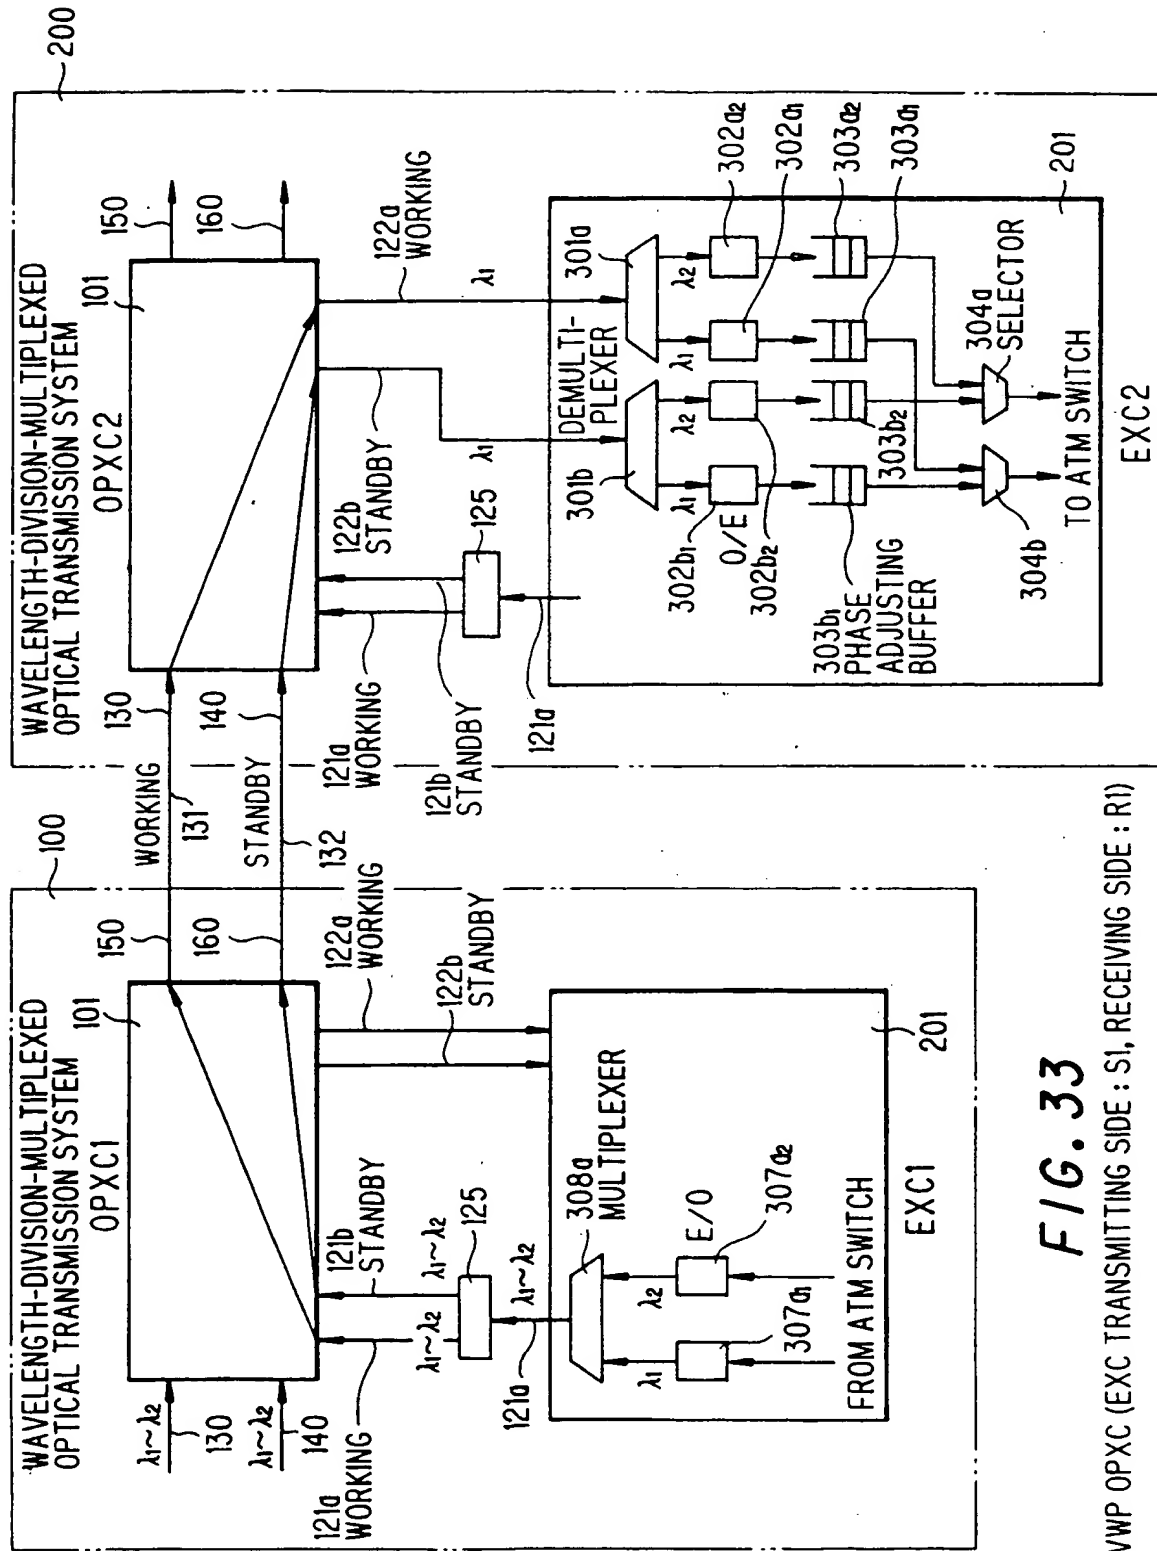 WAVELENGTH-DIVISION-MULTIPLEXED
OPTICAL TRANSMISSION SYSTEM
OPXC1
100
101
150
160
λ1~λ2
130
λ1~λ2
140
121a
WORKING
121b
STANDBY
λ1~λ2
λ1~λ2
125
λ1~λ2
121a
122a
WORKING
122b
STANDBY
308a
MULTIPLEXER
λ1
λ2
E/O
307a1
307a2
FROM ATM SWITCH
201
EXC1
WORKING
131
STANDBY
132
WAVELENGTH-DIVISION-MULTIPLEXED
OPTICAL TRANSMISSION SYSTEM
OPXC2
200
101
130
140
150
160
121a
WORKING
121b
STANDBY
125
121a
122b
STANDBY
122a
WORKING
λ1
λ1
DEMULTI-
PLEXER
301b
301a
λ1
λ2
λ1
λ2
302b1
O/E
302b2
302a2
302a1
303b1
PHASE
ADJUSTING
BUFFER
303b2
303a2
303a1
304b
304a
SELECTOR
TO ATM SWITCH
201
EXC2
FIG. 33
VWP OPXC (EXC TRANSMITTING SIDE : S1, RECEIVING SIDE : R1)